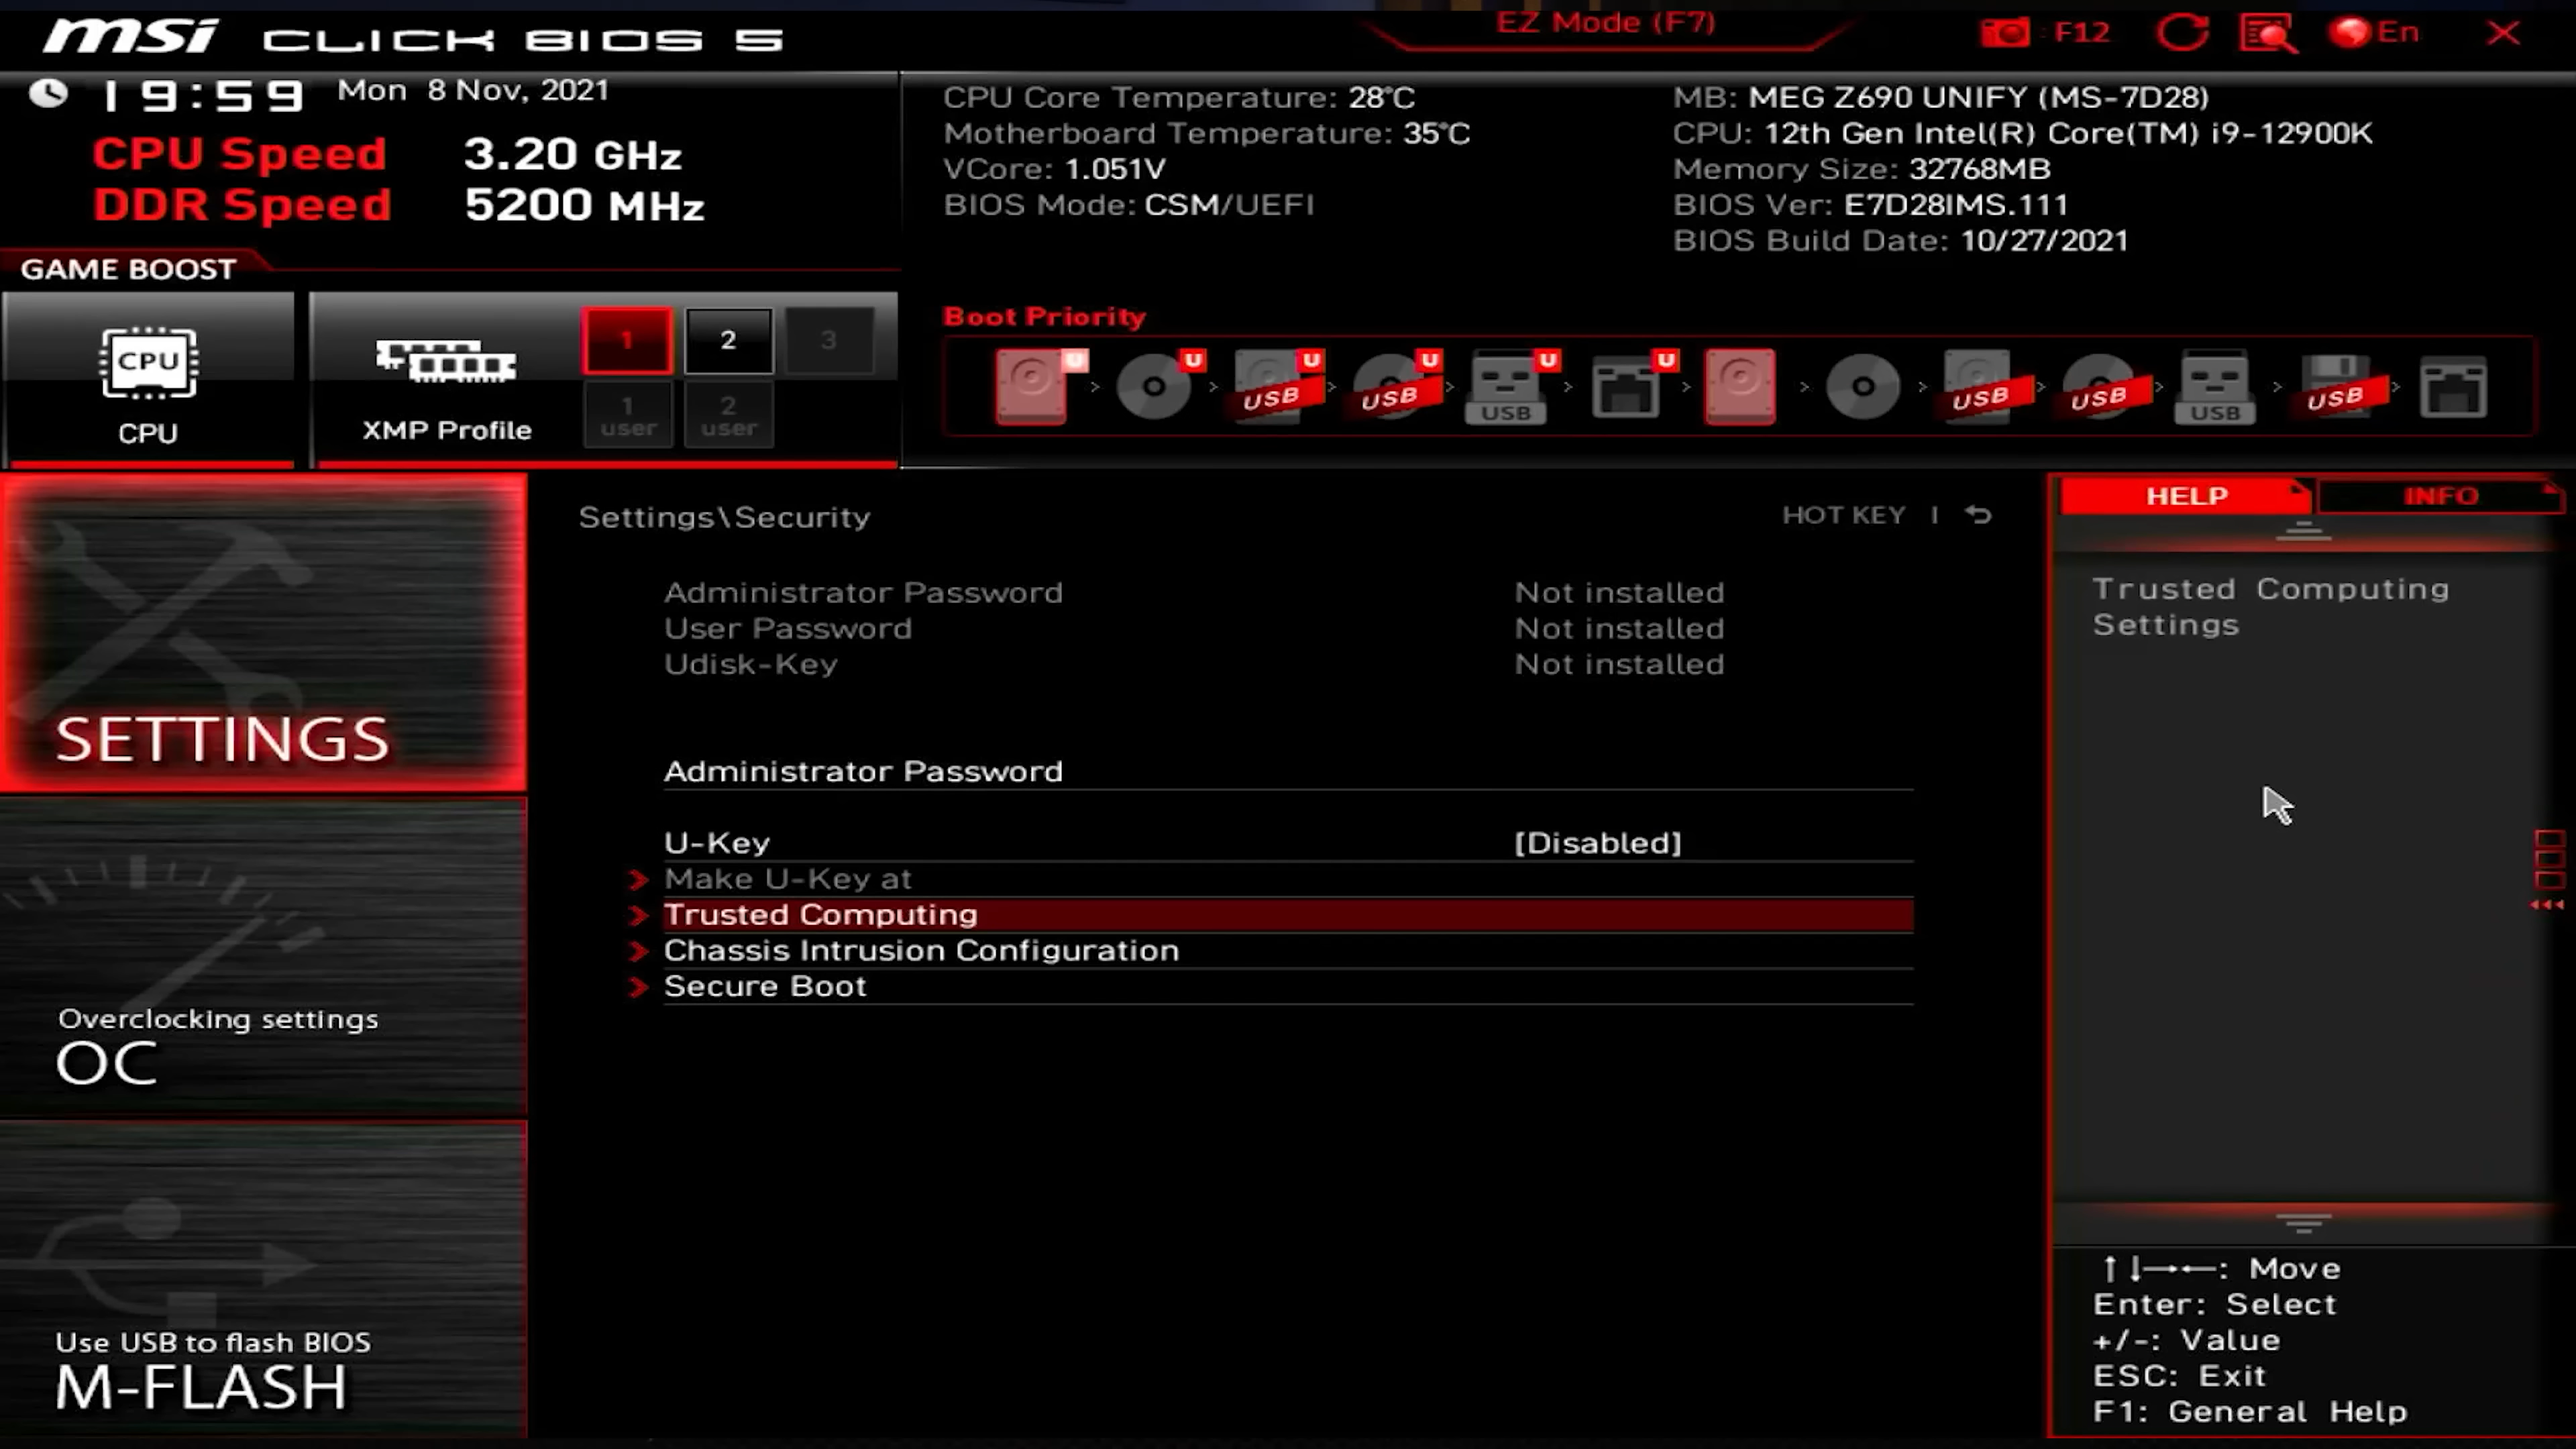 msi CLICK BIOS 5
EZ Mode (F7)
: F12
En
19:59 Mon 8 Nov, 2021
CPU Speed 3.20 GHz
DDR Speed 5200 MHz
CPU Core Temperature: 28°C
Motherboard Temperature: 35°C
VCore: 1.051V
BIOS Mode: CSM/UEFI
MB: MEG Z690 UNIFY (MS-7D28)
CPU: 12th Gen Intel(R) Core(TM) i9-12900K
Memory Size: 32768MB
BIOS Ver: E7D28IMS.111
BIOS Build Date: 10/27/2021
GAME BOOST
CPU
CPU
XMP Profile
1 2 3
1 user 2 user
Boot Priority
U U U USB U USB U USB U USB USB USB USB
SETTINGS
Overclocking settings
OC
Use USB to flash BIOS
M-FLASH
Settings\Security
HOT KEY |
Administrator Password Not installed
User Password Not installed
Udisk-Key Not installed
Administrator Password
U-Key [Disabled]
Make U-Key at
Trusted Computing
Chassis Intrusion Configuration
Secure Boot
HELP INFO
Trusted Computing
Settings
↑↓→←: Move
Enter: Select
+/-: Value
ESC: Exit
F1: General Help